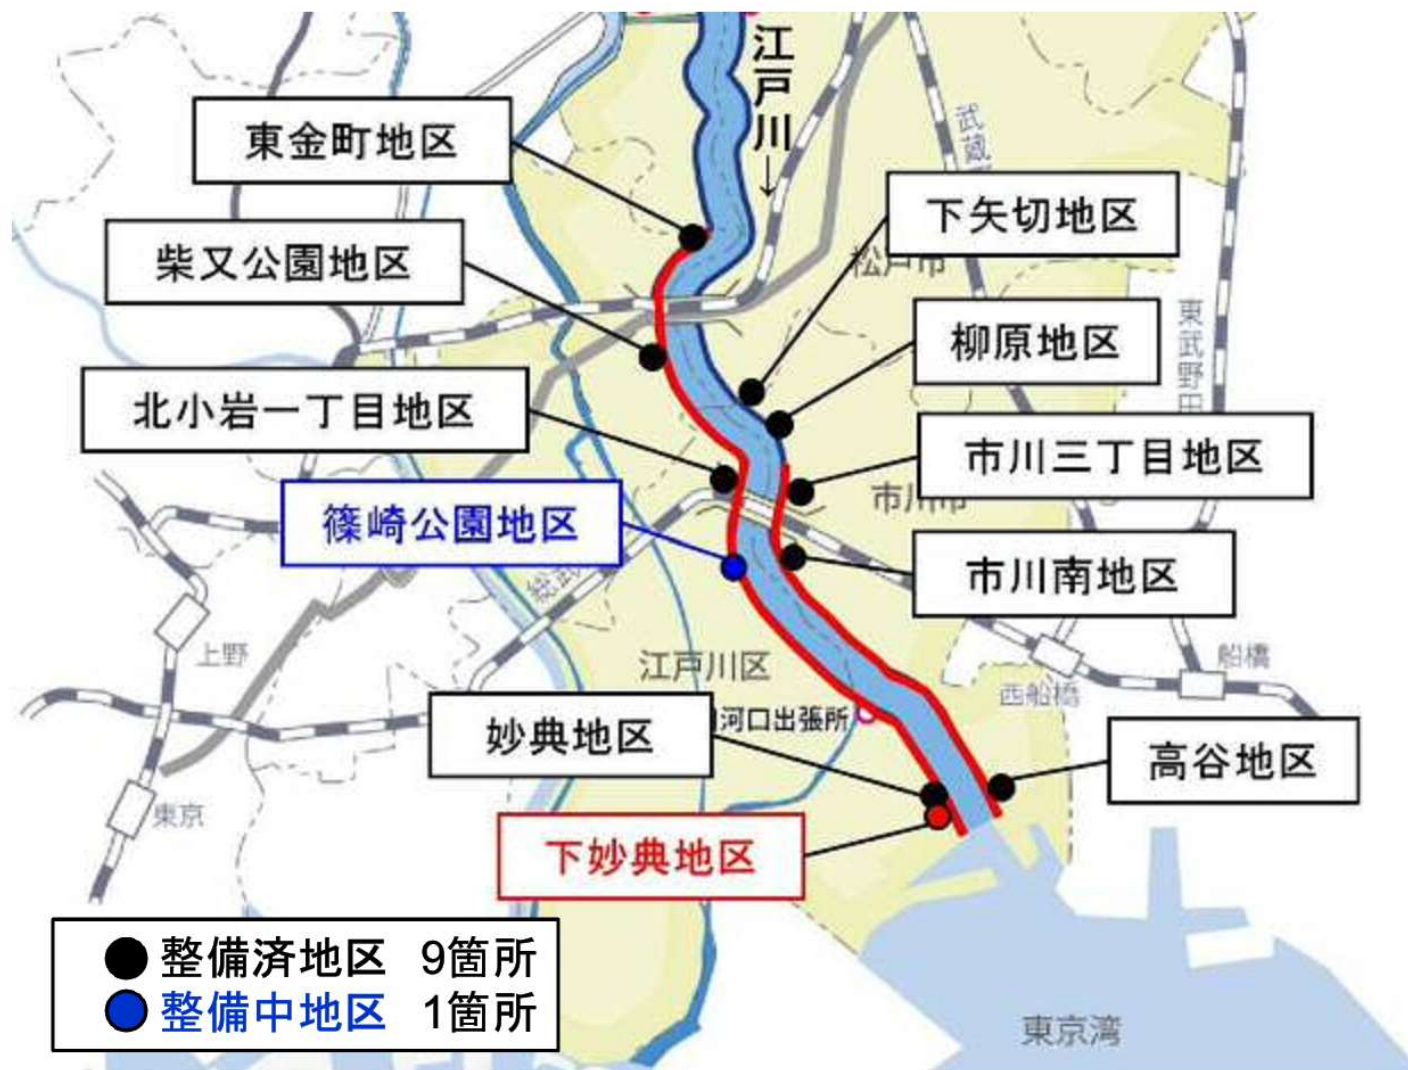 江戸川
東金町地区
武蔵
下矢切地区
柴又公園地区
松戸市
柳原地区
東武野田
北小岩一丁目地区
市川三丁目地区
市川市
篠崎公園地区
総武
市川南地区
上野
江戸川区
船橋
西船橋
妙典地区
河口出張所
高谷地区
東京
下妙典地区
整備済地区 9箇所
整備中地区 1箇所
東京湾